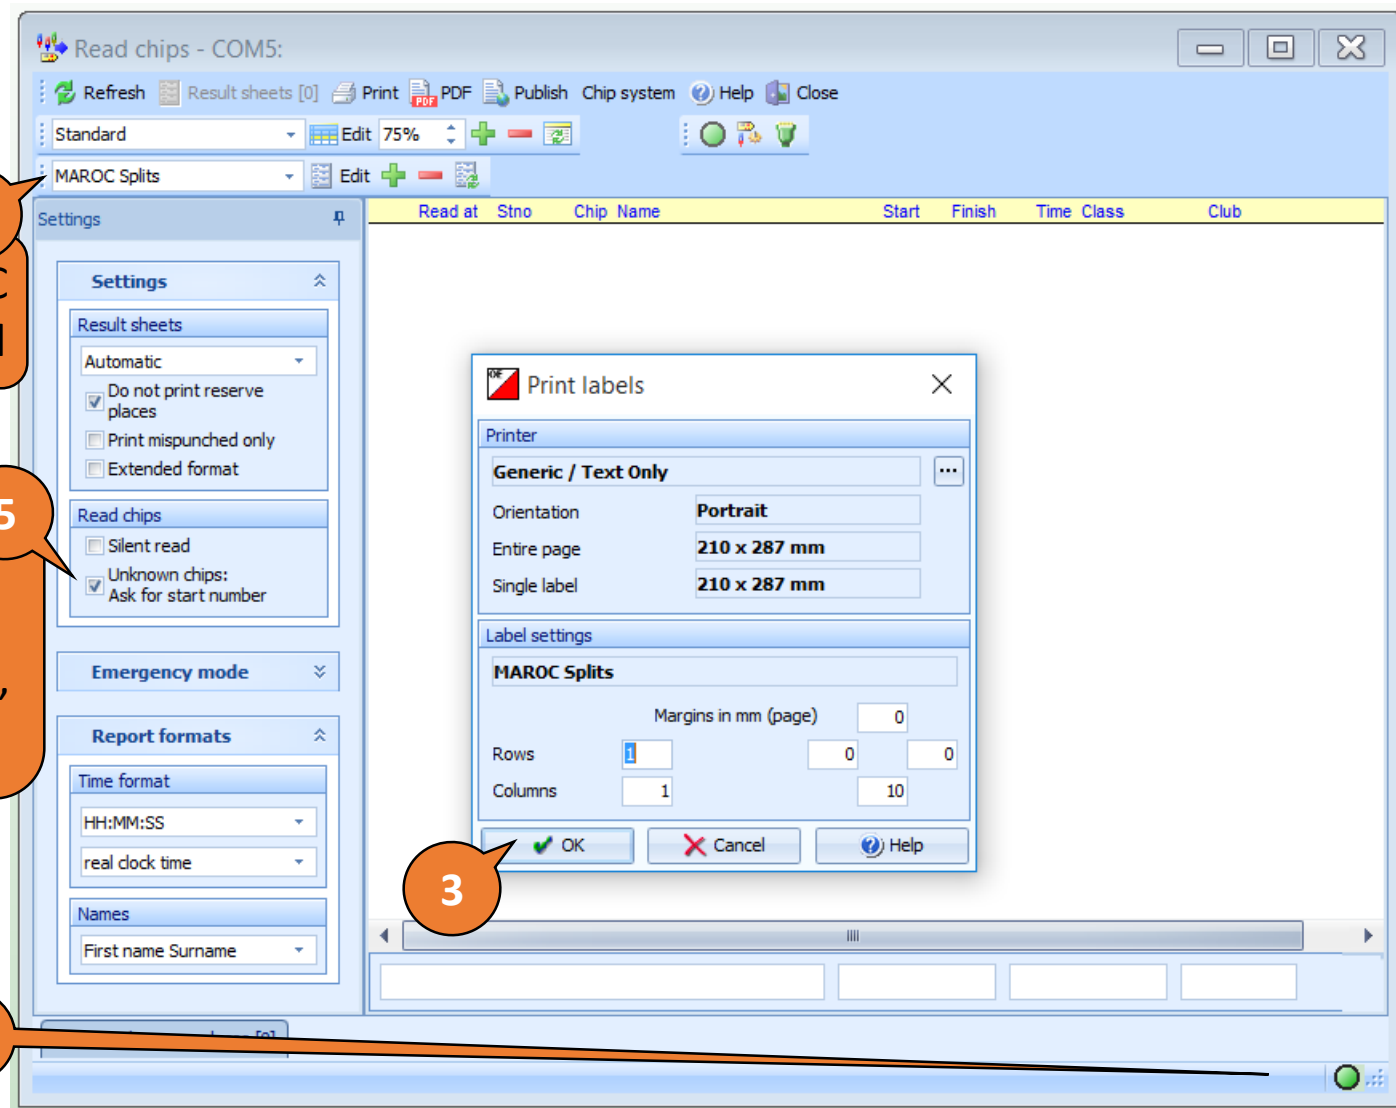 Read chips - COM5:
Refresh Result sheets [0] Print PDF Publish Chip system Help Close
Standard Edit 75%
MAROC Splits Edit
Settings
Read at Stno Chip Name Start Finish Time Class Club
C
Settings
Result sheets
Automatic
Do not print reserve
places
Print mispunched only
Extended format
5
Read chips
Silent read
Unknown chips:
Ask for start number
Emergency mode
,
Report formats
Time format
HH:MM:SS
real clock time
Names
First name Surname
Print labels
Printer
Generic / Text Only
...
Orientation Portrait
Entire page 210 x 287 mm
Single label 210 x 287 mm
Label settings
MAROC Splits
Margins in mm (page) 0
Rows 1 0 0
Columns 1 10
OK Cancel Help
3